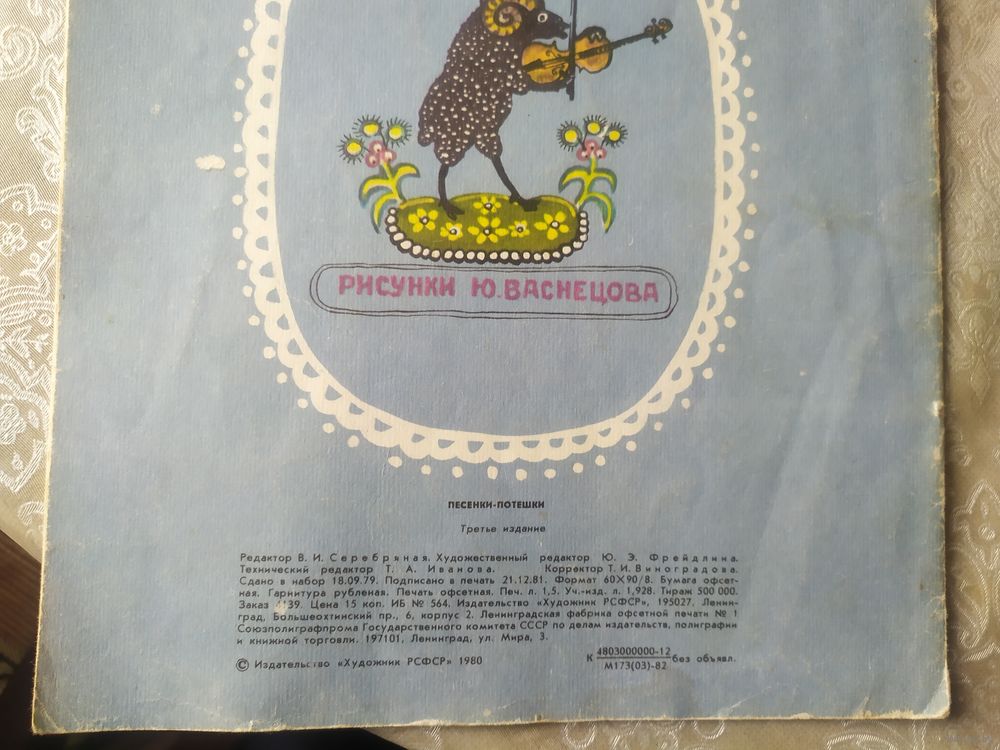 РИСУНКИ Ю. ВАСНЕЦОВА
ПЕСЕНКИ-ПОТЕШКИ
Третье издание
Редактор В. И. Серебряная. Художественный редактор Ю. Э. Фрейдлина.
Технический редактор Т. А. Иванова. Корректор Т. И. Виноградова.
Сдано в набор 18.09.79. Подписано в печать 21.12.81. Формат 60X90/8. Бумага офсет-
ная. Гарнитура рубленая. Печать офсетная. Печ. л. 1,5. Уч.-изд. л. 1,928. Тираж 500 000.
Заказ 4139. Цена 15 коп. ИБ № 564. Издательство «Художник РСФСР», 195027. Ленин-
град, Большеохтинский пр., 6, корпус 2. Ленинградская фабрика офсетной печати № 1
Союзполиграфпрома Государственного комитета СССР по делам издательств, полиграфии
и книжной торговли. 197101, Ленинград, ул. Мира, 3.
© Издательство «Художник РСФСР» 1980
К 4803000000-12 без объявл.
М173(03)-82